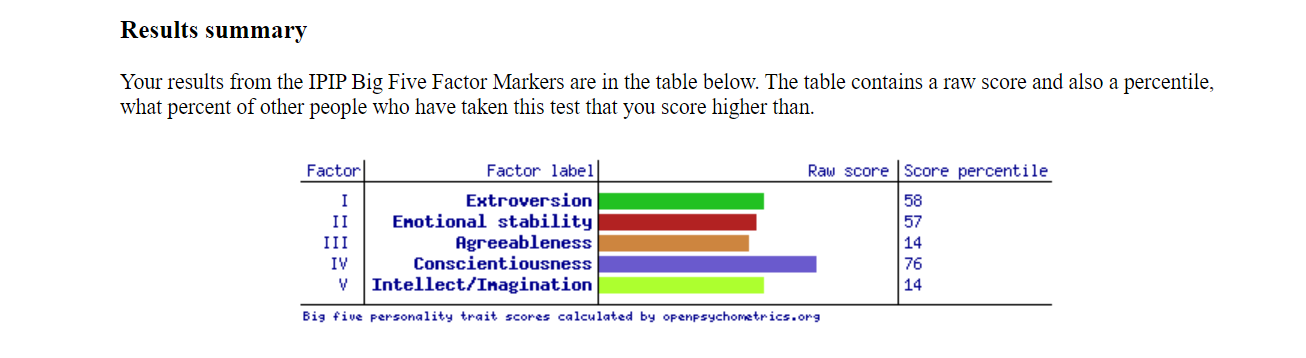 Results summary
Your results from the IPIP Big Five Factor Markers are in the table below. The table contains a raw score and also a percentile,
what percent of other people who have taken this test that you score higher than.
Factor Factor label Raw score Score percentile
I Extroversion 58
II Emotional stability 57
III Agreeableness 14
IV Conscientiousness 76
V Intellect/Imagination 14
Big five personality trait scores calculated by openpsychometrics.org